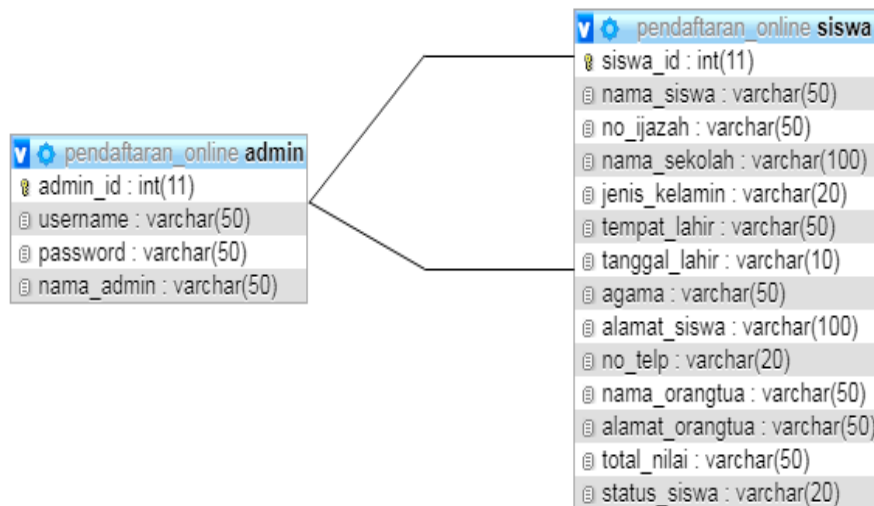 pendaftaran_online admin
admin_id : int(11)
username : varchar(50)
password : varchar(50)
nama_admin : varchar(50)
v pendaftaran_online siswa
siswa_id : int(11)
nama_siswa : varchar(50)
no_ijazah : varchar(50)
nama_sekolah : varchar(100)
jenis_kelamin : varchar(20)
tempat_lahir : varchar(50)
tanggal_lahir : varchar(10)
agama : varchar(50)
alamat_siswa : varchar(100)
no_telp : varchar(20)
nama_orangtua : varchar(50)
alamat_orangtua : varchar(50)
total_nilai : varchar(50)
status_siswa : varchar(20)